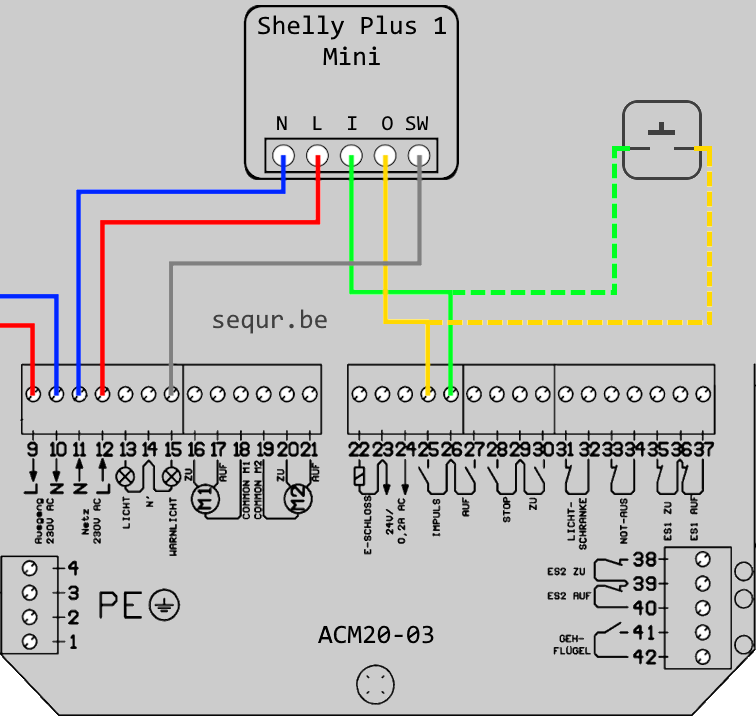 Shelly Plus 1
Mini
N L I O SW
sequr.be
9 10 11 12 13 14 15 16 17 18 19 20 21
22 23 24 25 26 27 28 29 30 31 32 33 34 35 36 37
L N N L
Ausgang
230V AC
Netz
230V AC
LICHT
N'
WARNLICHT
ZU
M1
AUF
COMMON M1
COMMON M2
ZU
M2
AUF
E-SCHLOSS
24V/
0,2A AC
IMPULS
AUF
STOP
ZU
LICHT-
SCHRANKE
NOT-AUS
ES1 ZU
ES1 AUF
4
3
2
1
PE
ACM20-03
ES2 ZU
ES2 AUF
GEH-
FLÜGEL
38
39
40
41
42